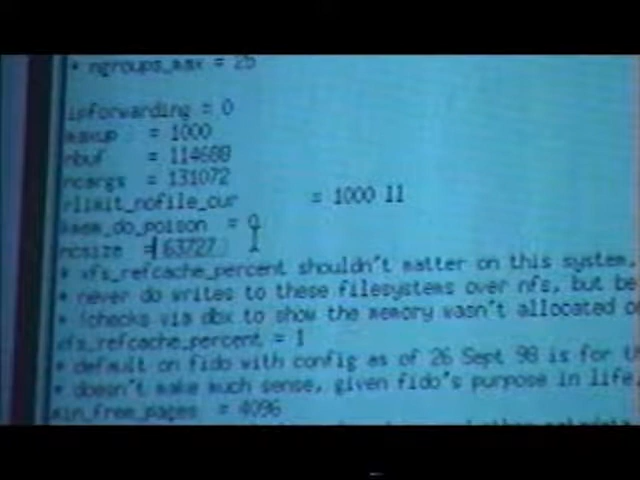 * ngroups_max = 25
ipforwarding = 0
maxup = 1000
nbuf = 114688
ncargs = 131072
rlimit_nofile_cur = 1000 ll
kmem_do_poison = 0
ncsize = 63727
* xfs_refcache_percent shouldn't matter on this system,
* never do writes to these filesystems over nfs, but be
* (checks via dbx to show the memory wasn't allocated o
xfs_refcache_percent = 1
* default on fido with config as of 26 Sept 98 is for t
* doesn't make much sense, given fido's purpose in life
min_free_pages = 4096